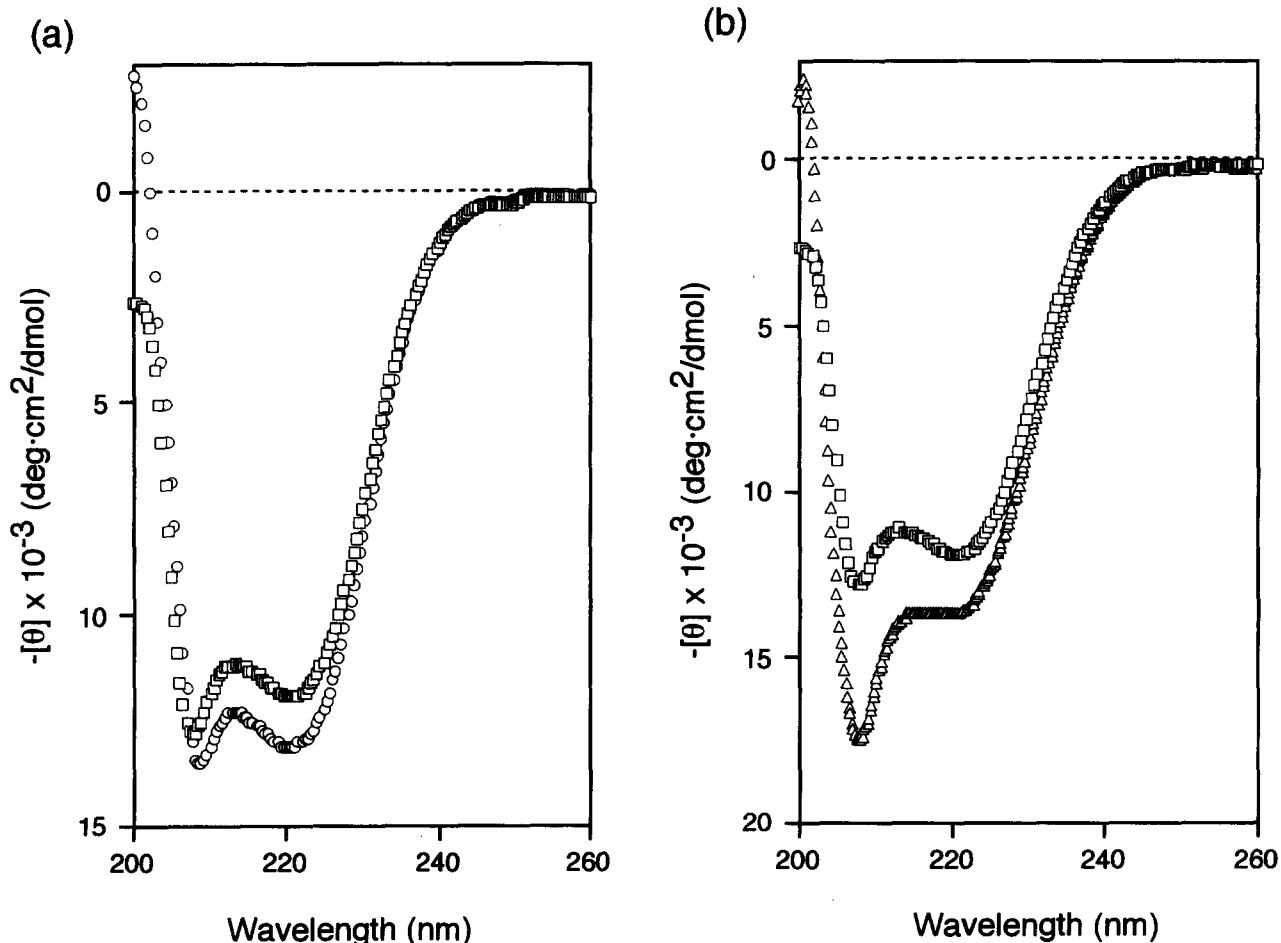 (a)
0
5
10
15
200
220
240
260
-[θ] x 10⁻³ (deg·cm²/dmol)
Wavelength (nm)
(b)
0
5
10
15
20
200
220
240
260
-[θ] x 10⁻³ (deg·cm²/dmol)
Wavelength (nm)